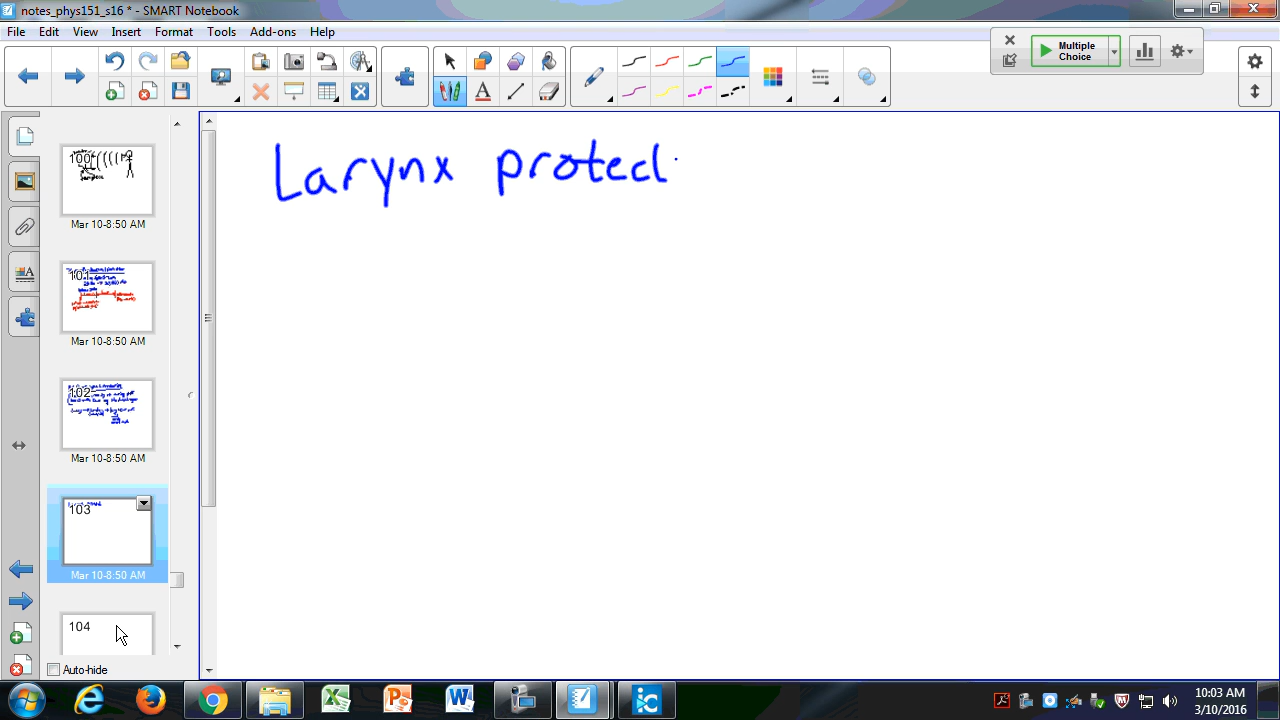 notes_phys151_s16 * - SMART Notebook
File Edit View Insert Format Tools Add-ons Help
Multiple
Choice
100
Mar 10-8:50 AM
101
Mar 10-8:50 AM
102
Mar 10-8:50 AM
103
Mar 10-8:50 AM
104
Auto-hide
Larynx protec
10:03 AM
3/10/2016